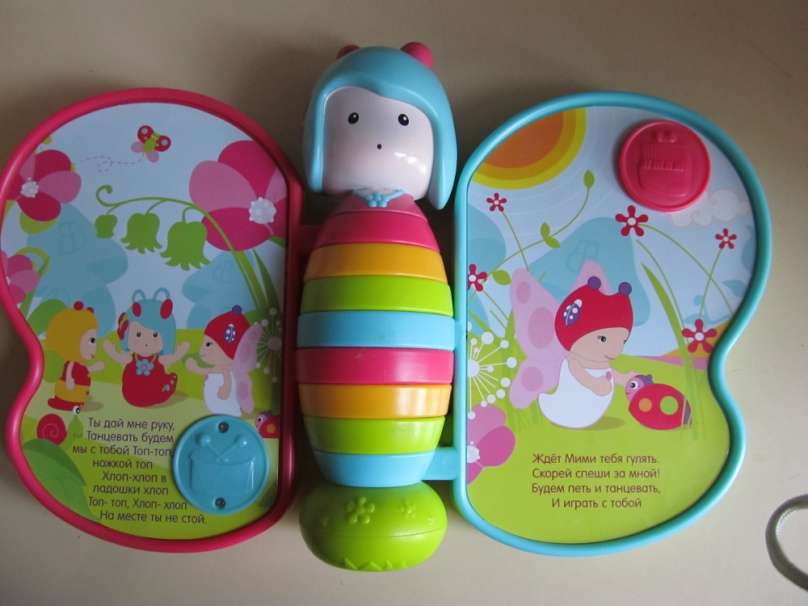 Ты дай мне руку,
Танцевать будем
мы с тобой Топ-топ
ножкой топ
Хлоп-хлоп в
ладошки хлоп
Топ- топ, Хлоп- хлоп
На месте ты не стой.
Ждёт Мими тебя гулять.
Скорей спеши за мной!
Будем петь и танцевать,
И играть с тобой